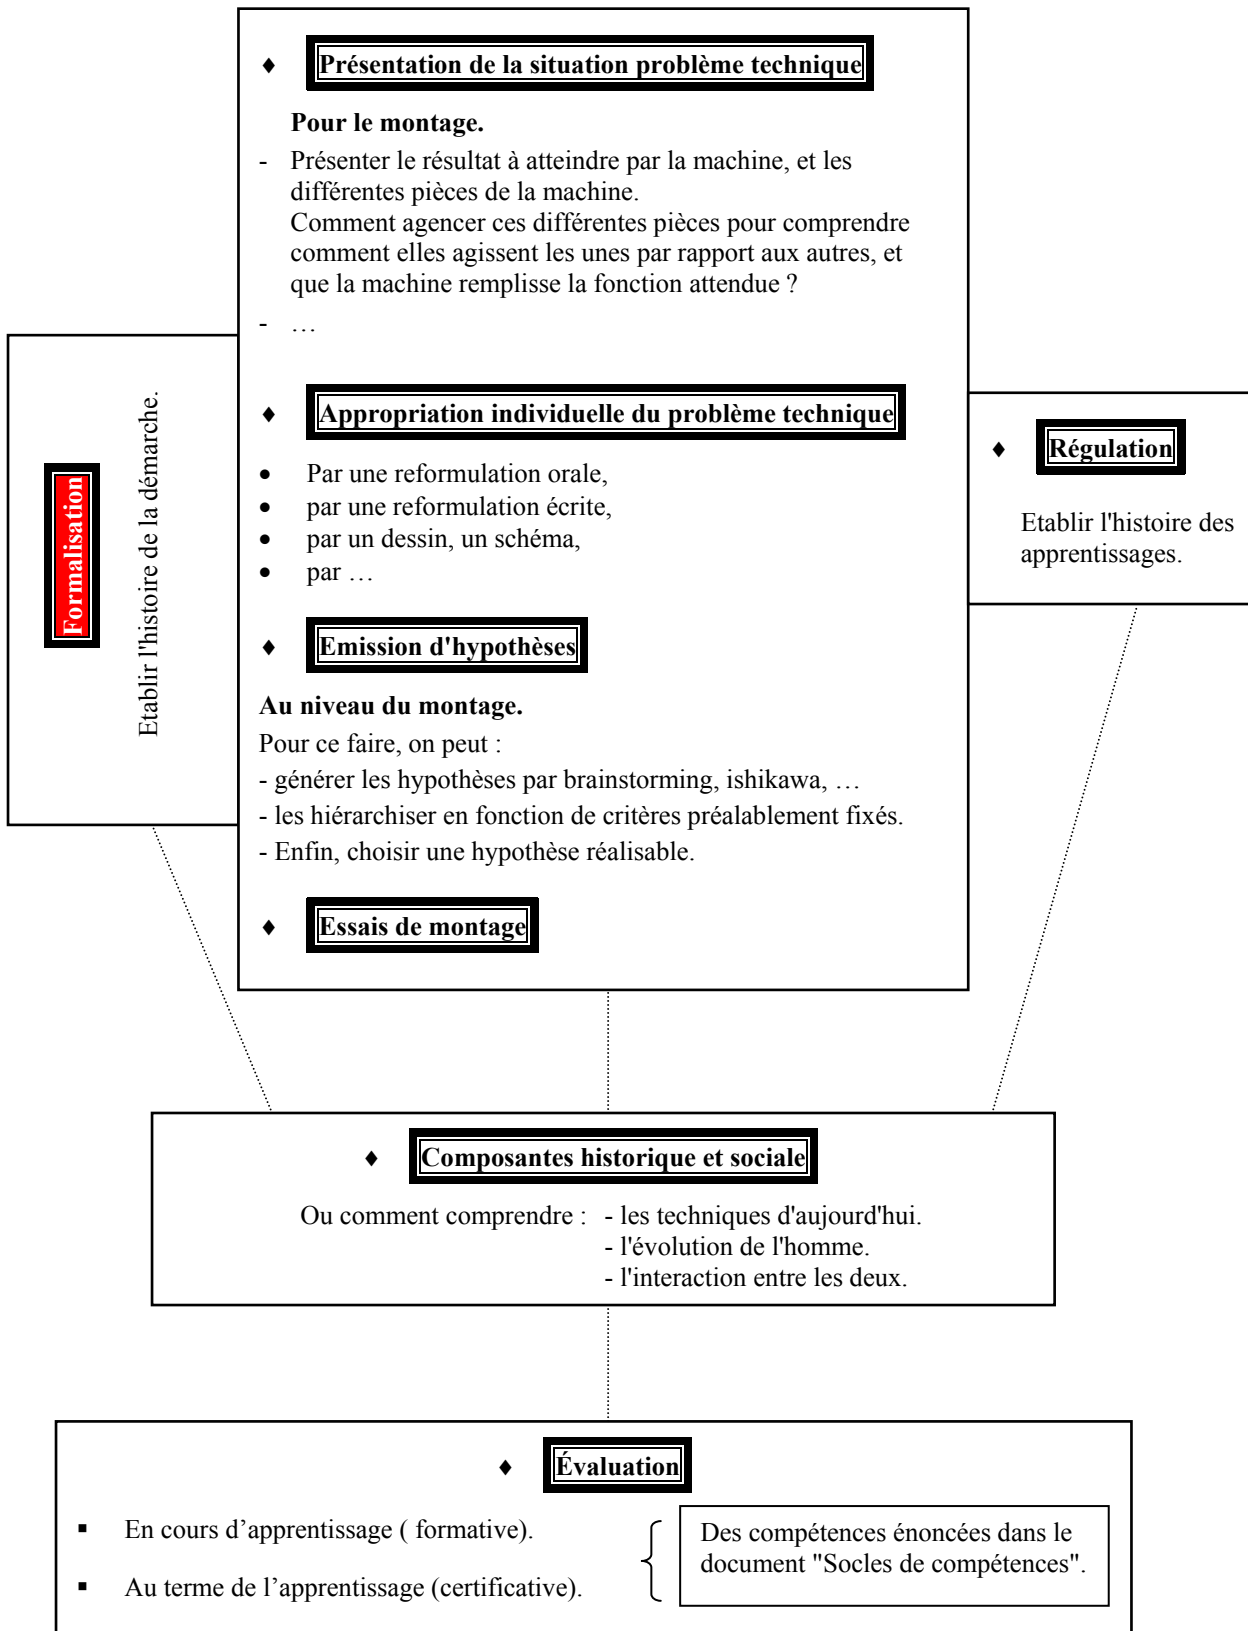 ♦ Présentation de la situation problème technique
Pour le montage.
- Présenter le résultat à atteindre par la machine, et les
différentes pièces de la machine.
Comment agencer ces différentes pièces pour comprendre
comment elles agissent les unes par rapport aux autres, et
que la machine remplisse la fonction attendue ?
- …
♦ Appropriation individuelle du problème technique
• Par une reformulation orale,
• par une reformulation écrite,
• par un dessin, un schéma,
• par …
♦ Emission d'hypothèses
Au niveau du montage.
Pour ce faire, on peut :
- générer les hypothèses par brainstorming, ishikawa, …
- les hiérarchiser en fonction de critères préalablement fixés.
- Enfin, choisir une hypothèse réalisable.
♦ Essais de montage
Formalisation
Etablir l'histoire de la démarche.
♦ Régulation
Etablir l'histoire des
apprentissages.
♦ Composantes historique et sociale
Ou comment comprendre : - les techniques d'aujourd'hui.
- l'évolution de l'homme.
- l'interaction entre les deux.
♦ Évaluation
▪ En cours d’apprentissage ( formative).
▪ Au terme de l’apprentissage (certificative).
Des compétences énoncées dans le
document "Socles de compétences".